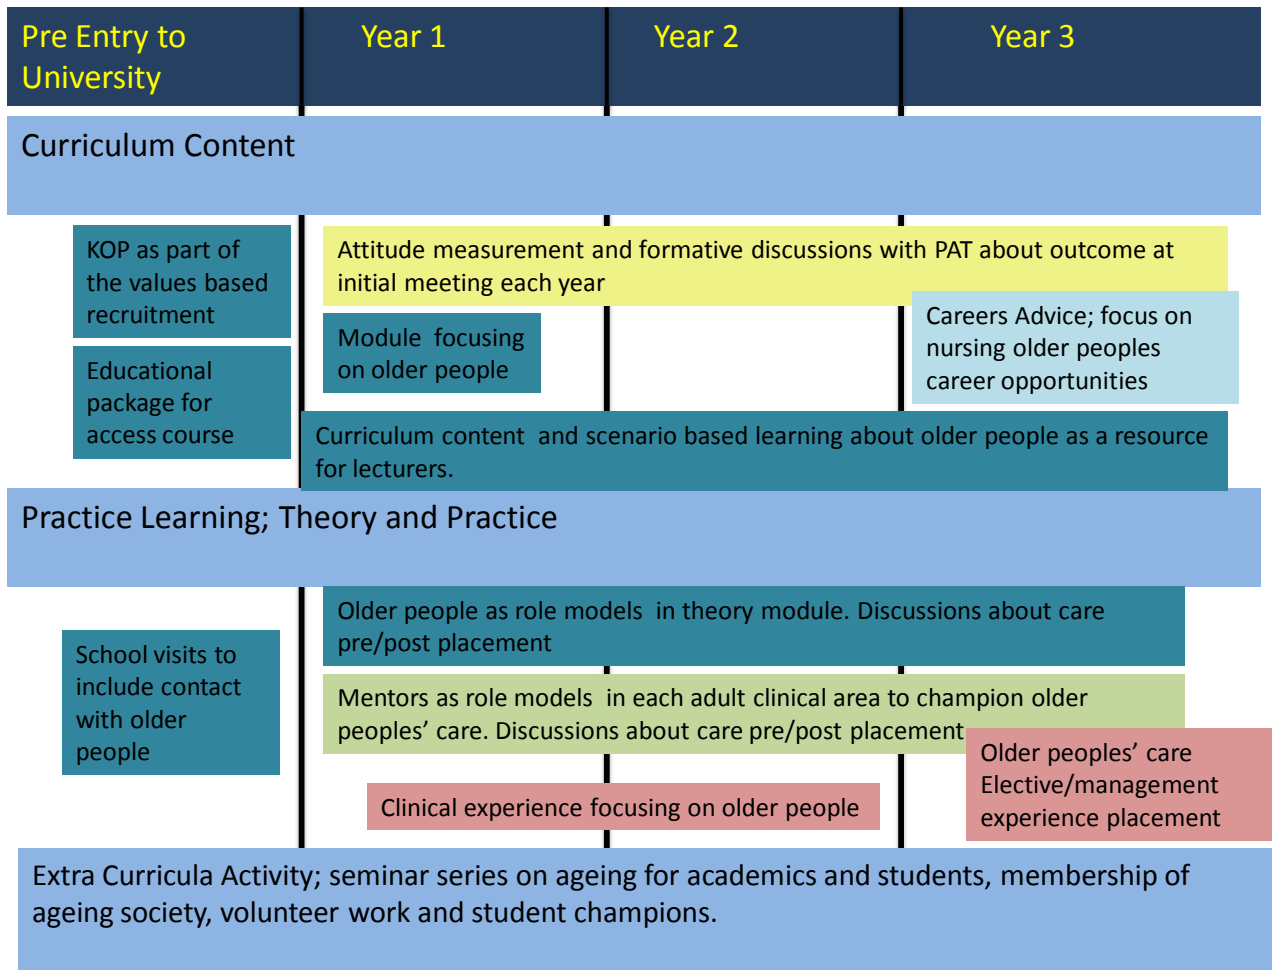 Pre Entry to
University
Year 1
Year 2
Year 3
Curriculum Content
KOP as part of
the values based
recruitment
Educational
package for
access course
Attitude measurement and formative discussions with PAT about outcome at
initial meeting each year
Module focusing
on older people
Careers Advice; focus on
nursing older peoples
career opportunities
Curriculum content and scenario based learning about older people as a resource
for lecturers.
Practice Learning; Theory and Practice
School visits to
include contact
with older
people
Older people as role models in theory module. Discussions about care
pre/post placement
Mentors as role models in each adult clinical area to champion older
peoples’ care. Discussions about care pre/post placement
Clinical experience focusing on older people
Older peoples’ care
Elective/management
experience placement
Extra Curricula Activity; seminar series on ageing for academics and students, membership of
ageing society, volunteer work and student champions.